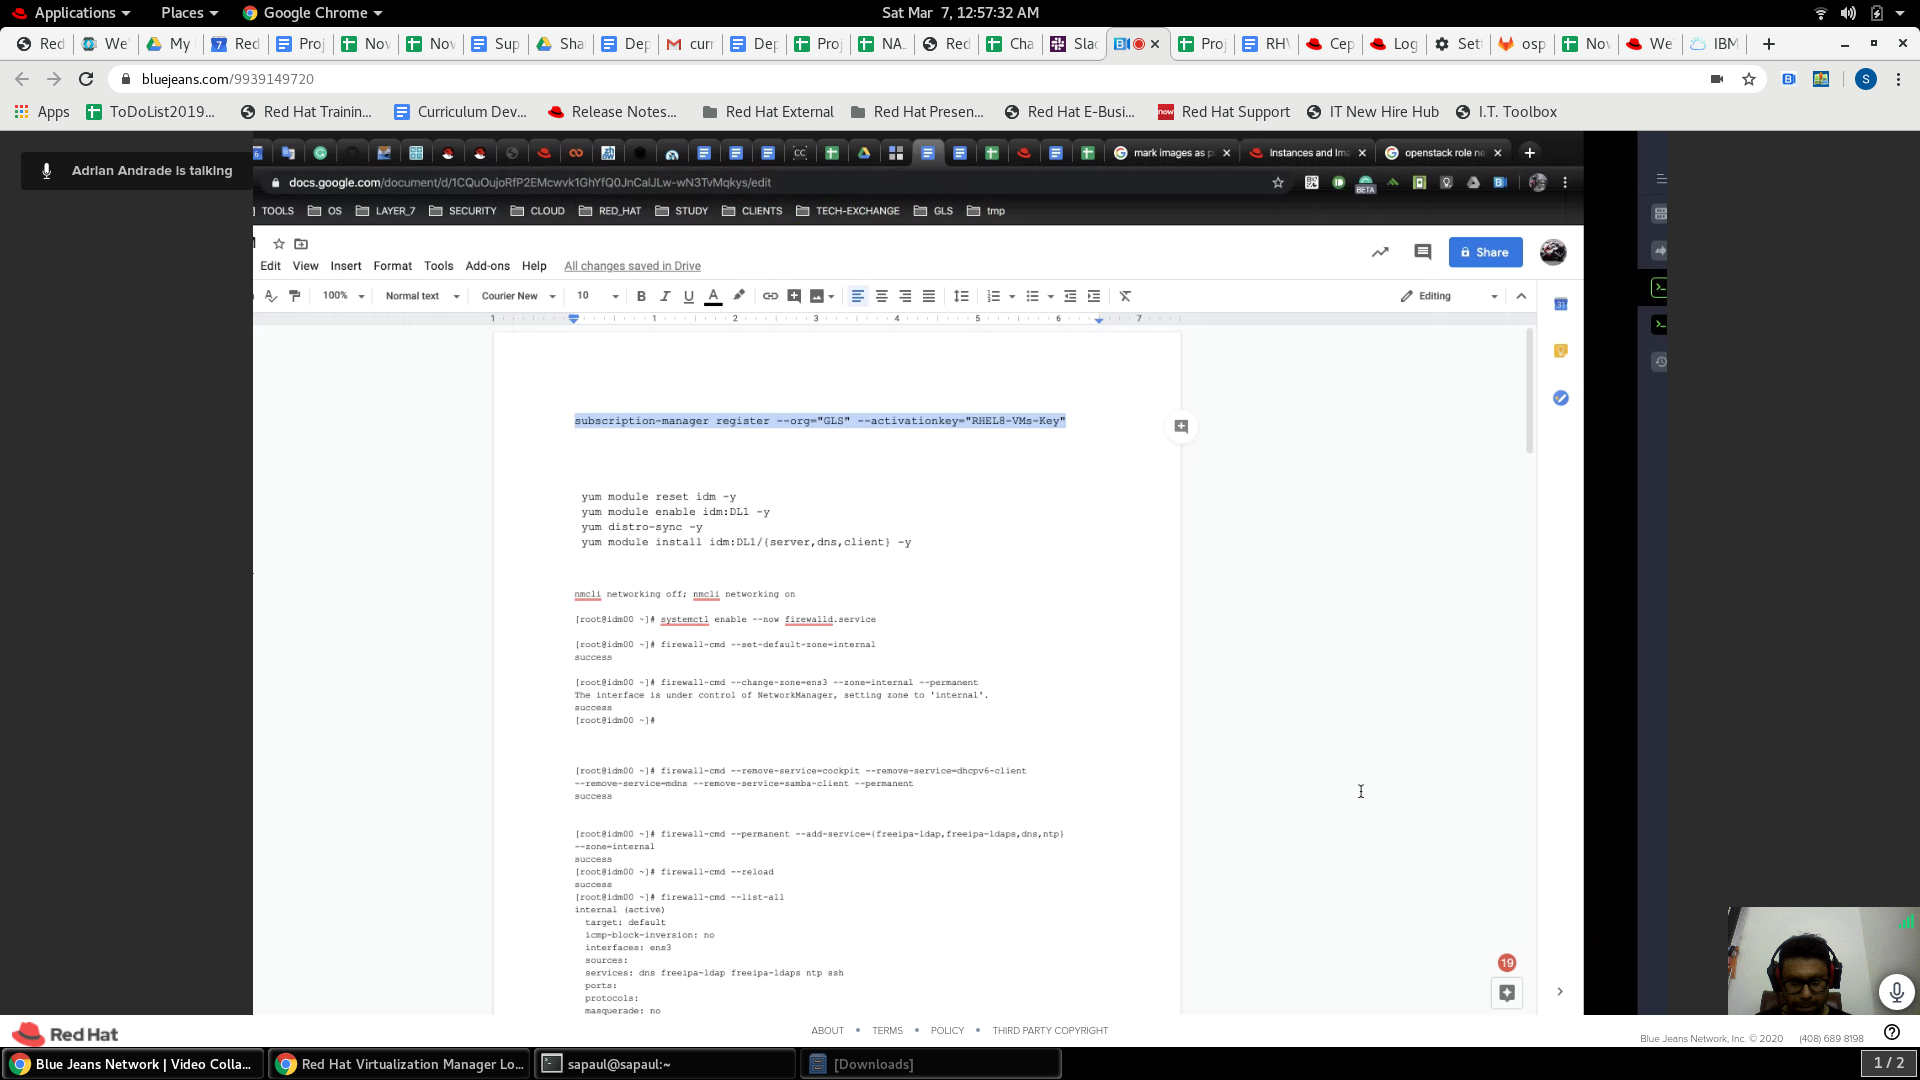 Applications
Places
Google Chrome
Sat Mar 7, 12:57:32 AM
Red
We
My
Red
Proj
Nov
Nov
Sup
Sha
Dep
curr
Dep
Proj
NA
Red
Cha
Slac
Proj
RHV
Cep
Log
Set
osp
Nov
We
IBM
bluejeans.com/9939149720
S
Apps
ToDoList2019...
Red Hat Trainin...
Curriculum Dev...
Release Notes...
Red Hat External
Red Hat Presen...
Red Hat E-Busi...
Red Hat Support
IT New Hire Hub
I.T. Toolbox
Adrian Andrade is talking
mark images as p
Instances and Ima
openstack role ne
docs.google.com/document/d/1CQuOujoRfP2EMcwvk1GhYfQ0JnCalJLw-wN3TvMqkys/edit
BETA
TOOLS
OS
LAYER_7
SECURITY
CLOUD
RED_HAT
STUDY
CLIENTS
TECH-EXCHANGE
GLS
tmp
Share
Edit
View
Insert
Format
Tools
Add-ons
Help
All changes saved in Drive
100%
Normal text
Courier New
10
B
I
U
A
Editing
1 1 2 3 4 5 6 7
subscription-manager register --org="GLS" --activationkey="RHEL8-VMs-Key"
yum module reset idm -y
yum module enable idm:DL1 -y
yum distro-sync -y
yum module install idm:DL1/{server,dns,client} -y
nmcli networking off; nmcli networking on
[root@idm00 ~]# systemctl enable --now firewalld.service
[root@idm00 ~]# firewall-cmd --set-default-zone=internal
success
[root@idm00 ~]# firewall-cmd --change-zone=ens3 --zone=internal --permanent
The interface is under control of NetworkManager, setting zone to 'internal'.
success
[root@idm00 ~]#
[root@idm00 ~]# firewall-cmd --remove-service=cockpit --remove-service=dhcpv6-client
--remove-service=mdns --remove-service=samba-client --permanent
success
[root@idm00 ~]# firewall-cmd --permanent --add-service={freeipa-ldap,freeipa-ldaps,dns,ntp}
--zone=internal
success
[root@idm00 ~]# firewall-cmd --reload
success
[root@idm00 ~]# firewall-cmd --list-all
internal (active)
target: default
icmp-block-inversion: no
interfaces: ens3
sources:
services: dns freeipa-ldap freeipa-ldaps ntp ssh
ports:
protocols:
masquerade: no
19
Red Hat
ABOUT • TERMS • POLICY • THIRD PARTY COPYRIGHT
Blue Jeans Network, Inc. © 2020 (408) 689 8198
Blue Jeans Network | Video Colla...
Red Hat Virtualization Manager Lo...
sapaul@sapaul:~
[Downloads]
1 / 2